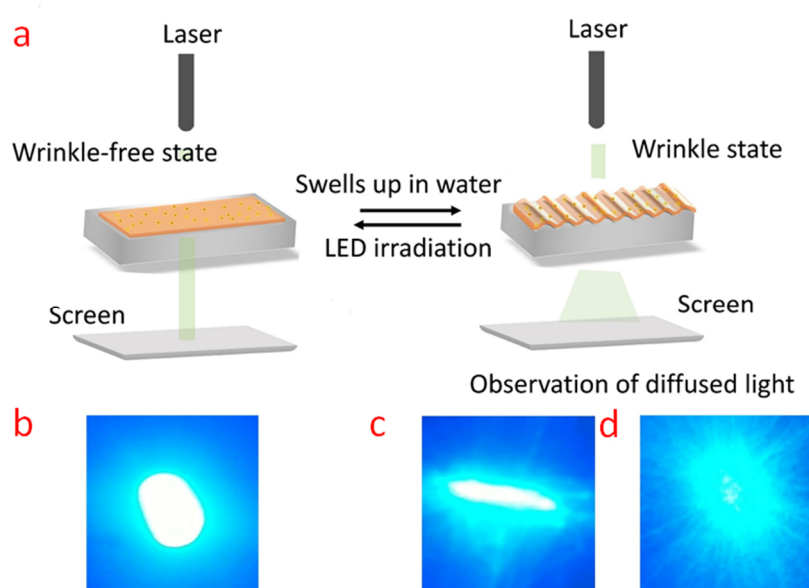 a
Laser
Laser
Wrinkle-free state
Wrinkle state
Swells up in water
LED irradiation
Screen
Screen
Observation of diffused light
b
c
d